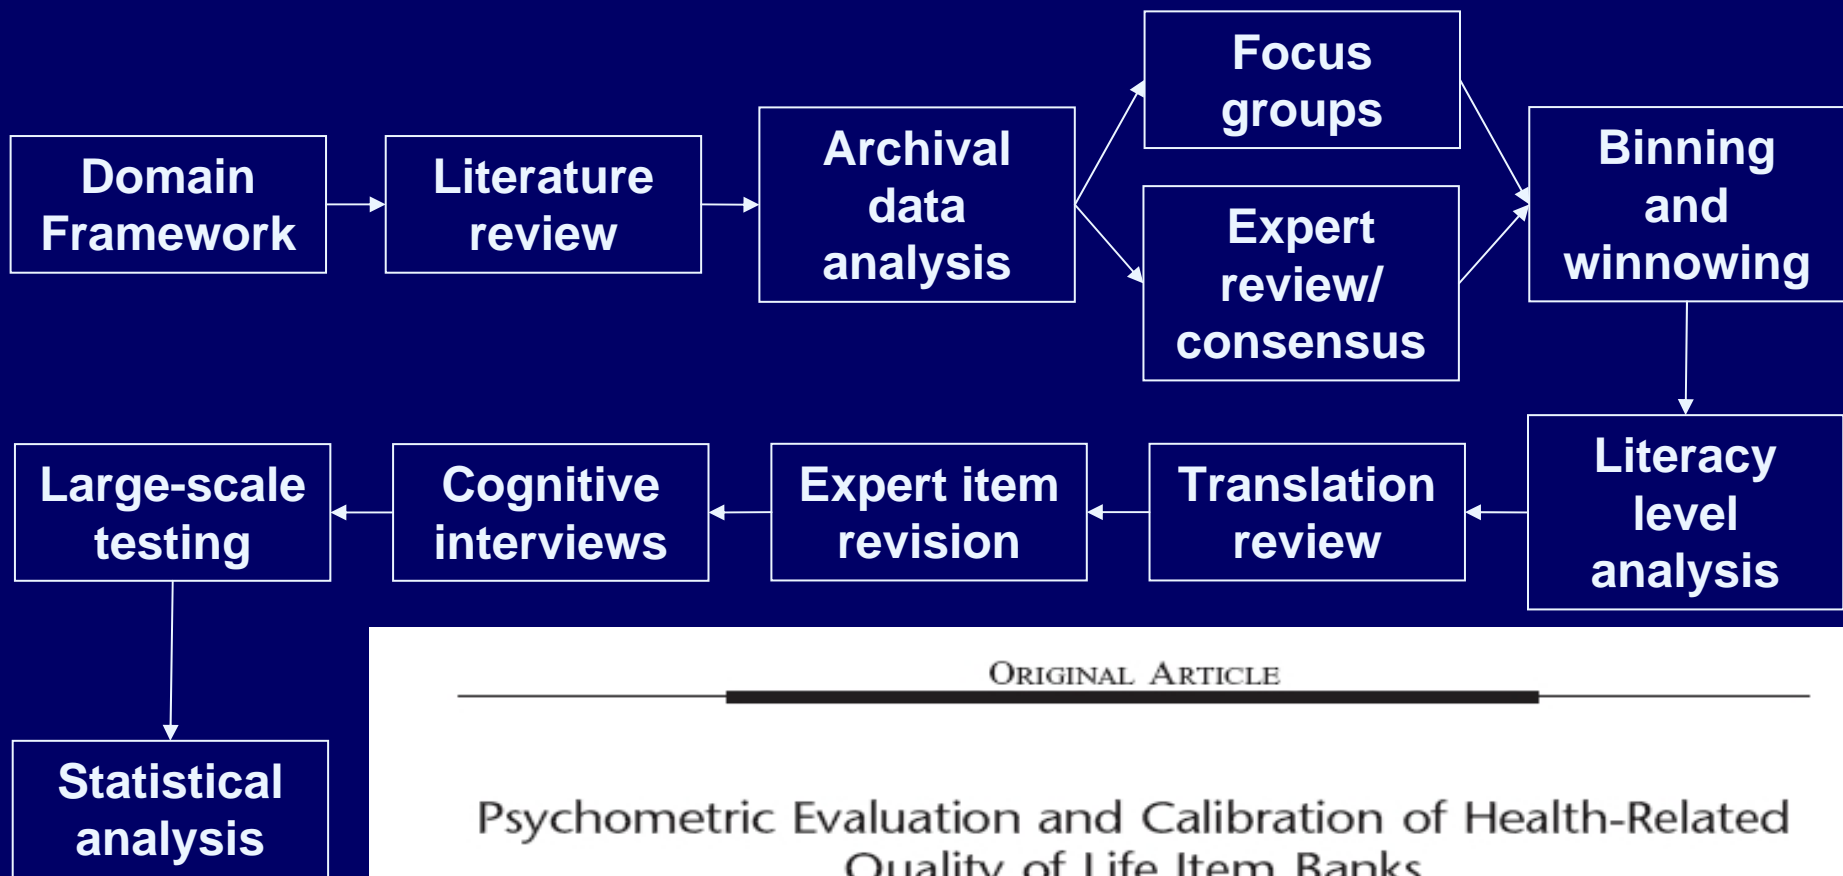 Domain
Framework
Literature
review
Archival
data
analysis
Focus
groups
Expert
review/
consensus
Binning
and
winnowing
Literacy
level
analysis
Translation
review
Expert item
revision
Cognitive
interviews
Large-scale
testing
Statistical
analysis
ORIGINAL ARTICLE
Psychometric Evaluation and Calibration of Health-Related
Quality of Life Item Banks